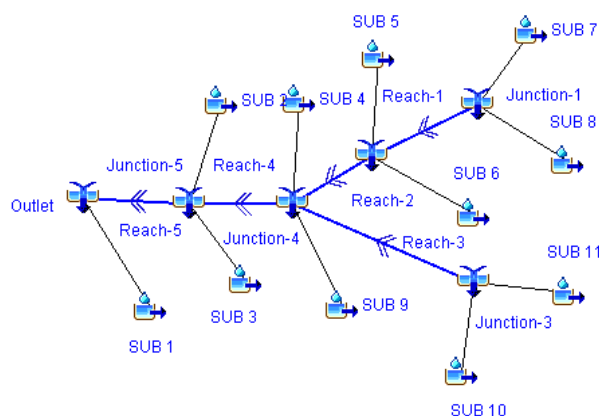 SUB 5
SUB 7
SUB 2
SUB 4
Reach-1
Junction-1
SUB 8
Junction-5
Reach-4
SUB 6
Outlet
Reach-2
Reach-5
Junction-4
Reach-3
SUB 11
SUB 1
SUB 3
SUB 9
Junction-3
SUB 10